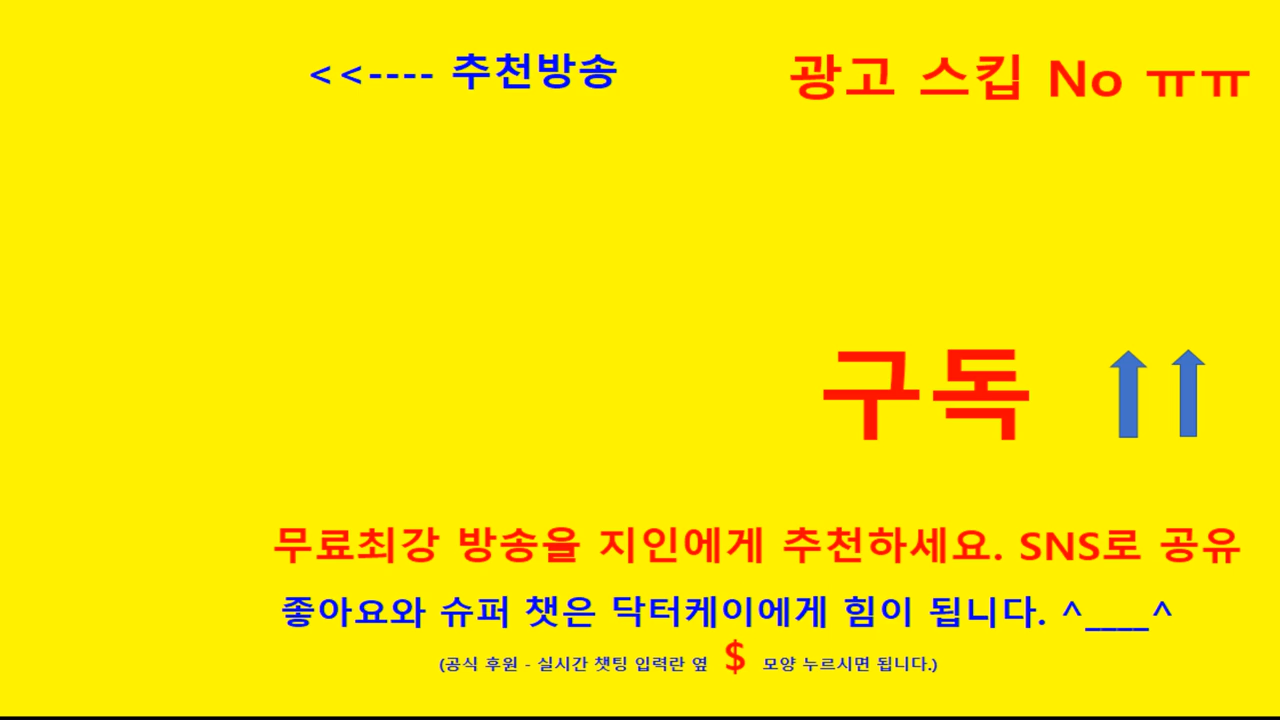 <<---- 추천방송
광고 스킵 No ㅠㅠ
구독
무료최강 방송을 지인에게 추천하세요. SNS로 공유
좋아요와 슈퍼 챗은 닥터케이에게 힘이 됩니다. ^____^
(공식 후원 - 실시간 챗팅 입력란 옆 $ 모양 누르시면 됩니다.)